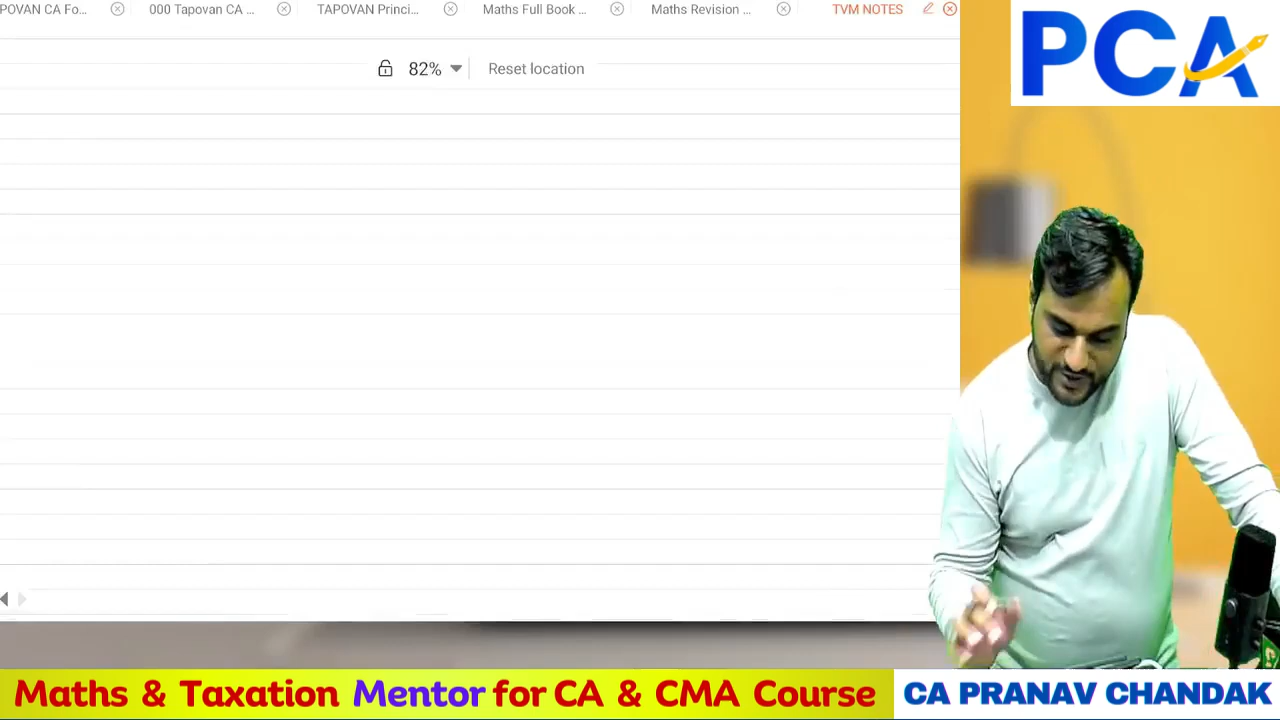 POVAN CA Fo... 000 Tapovan CA ... TAPOVAN Princi... Maths Full Book ... Maths Revision ... TVM NOTES
82% Reset location
PCA
Maths & Taxation Mentor for CA & CMA Course
CA PRANAV CHANDAK